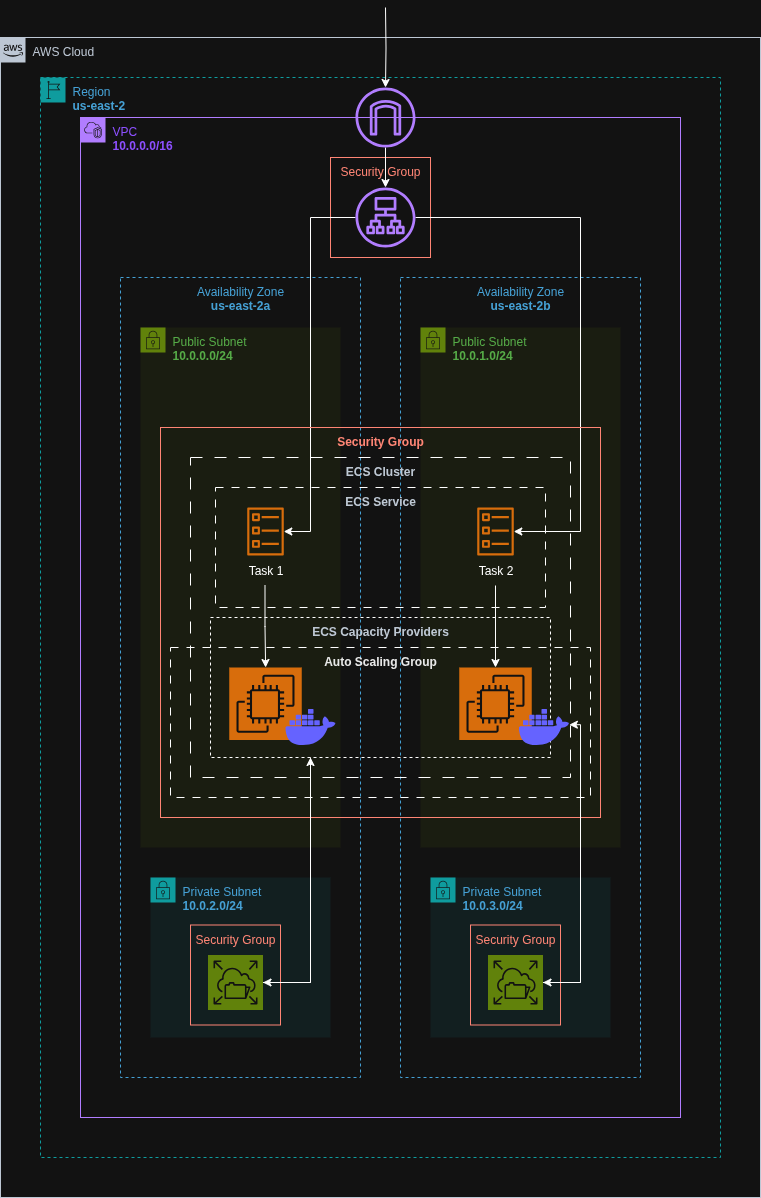 aws
AWS Cloud
Region
us-east-2
VPC
10.0.0.0/16
Security Group
Availability Zone
us-east-2a
Availability Zone
us-east-2b
Public Subnet
10.0.0.0/24
Public Subnet
10.0.1.0/24
Security Group
ECS Cluster
ECS Service
Task 1
Task 2
ECS Capacity Providers
Auto Scaling Group
Private Subnet
10.0.2.0/24
Private Subnet
10.0.3.0/24
Security Group
Security Group